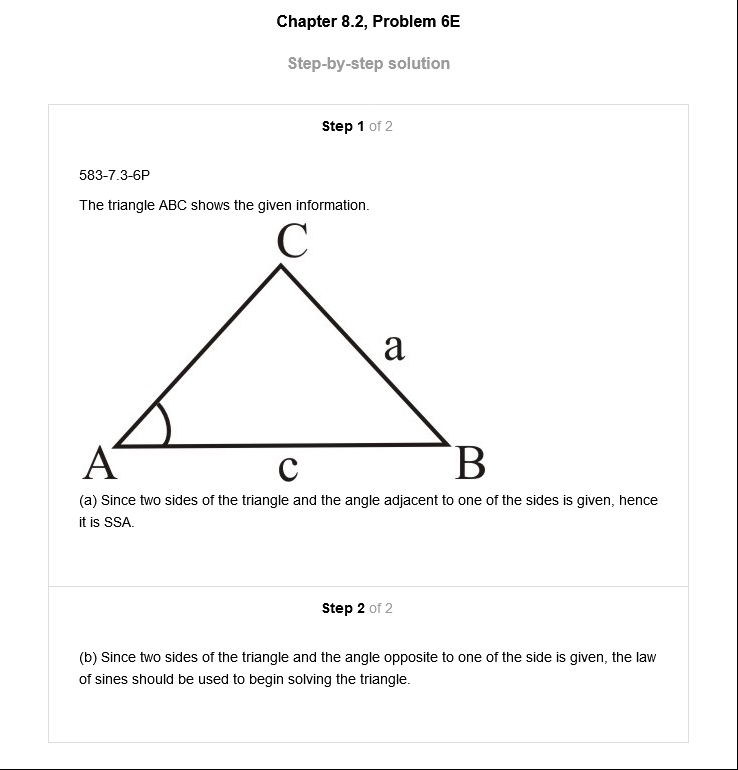 Chapter 8.2, Problem 6E
Step-by-step solution
Step 1 of 2
583-7.3-6P
The triangle ABC shows the given information.
C
a
A
c
B
(a) Since two sides of the triangle and the angle adjacent to one of the sides is given, hence
it is SSA.
Step 2 of 2
(b) Since two sides of the triangle and the angle opposite to one of the side is given, the law
of sines should be used to begin solving the triangle.